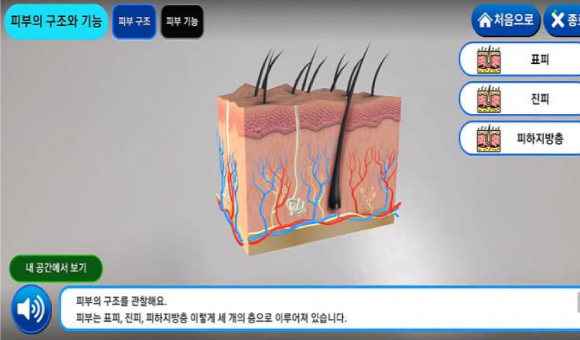 피부의 구조와 기능
피부 구조
피부 기능
처음으로
종료
표피
진피
피하지방층
내 공간에서 보기
피부의 구조를 관찰해요.
피부는 표피, 진피, 피하지방층 이렇게 세 개의 층으로 이루어져 있습니다.